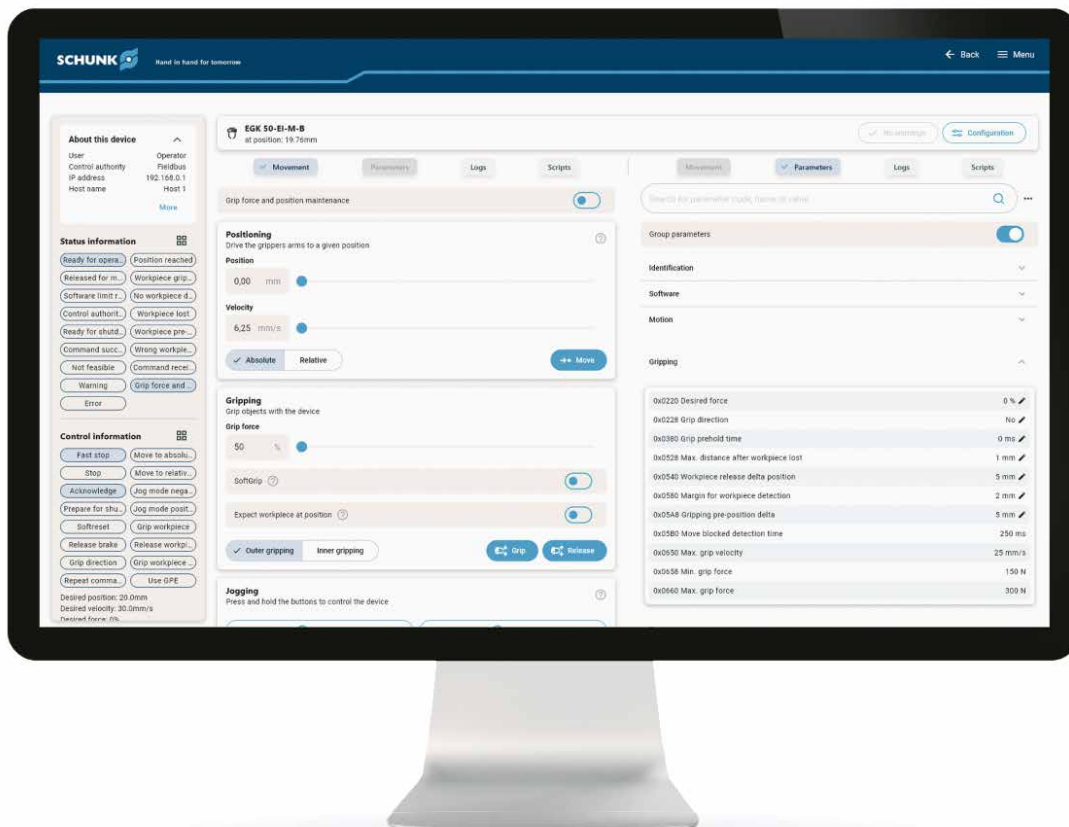 SCHUNK
Hand in hand for tomorrow
Back
Menu
About this device
User Operator
Control authority Fieldbus
IP address 192.168.0.1
Host name Host 1
More
Status information
Ready for opera...
Position reached
Released for m...
Workpiece grip...
Software limit r...
No workpiece d...
Control authorit...
Workpiece lost
Ready for shutd...
Workpiece pre-...
Command succ...
Wrong workpie...
Not feasible
Command recei...
Warning
Grip force and ...
Error
Control information
Fast stop
Move to absolu...
Stop
Move to relativ...
Acknowledge
Jog mode nega...
Prepare for shu...
Jog mode posit...
Softreset
Grip workpiece
Release brake
Release workpi...
Grip direction
Grip workpiece ...
Repeat comma...
Use GPE
Desired position: 20.0mm
Desired velocity: 30.0mm/s
Desired force: 0%
EGK 50-EI-M-B
at position: 19.76mm
No warnings
Configuration
Movement
Parameters
Logs
Scripts
Grip force and position maintenance
Positioning
Drive the grippers arms to a given position
Position
0,00 mm
Velocity
6,25 mm/s
Absolute
Relative
Move
Gripping
Grip objects with the device
Grip force
50 %
SoftGrip
Expect workpiece at position
Outer gripping
Inner gripping
Grip
Release
Jogging
Press and hold the buttons to control the device
Movement
Parameters
Logs
Scripts
Search for parameter code, name or value
Group parameters
Identification
Software
Motion
Gripping
0x0220 Desired force 0 %
0x0228 Grip direction No
0x0380 Grip prehold time 0 ms
0x0528 Max. distance after workpiece lost 1 mm
0x0540 Workpiece release delta position 5 mm
0x0580 Margin for workpiece detection 2 mm
0x05A8 Gripping pre-position delta 5 mm
0x05B0 Move blocked detection time 250 ms
0x0650 Max. grip velocity 25 mm/s
0x0658 Min. grip force 150 N
0x0660 Max. grip force 300 N